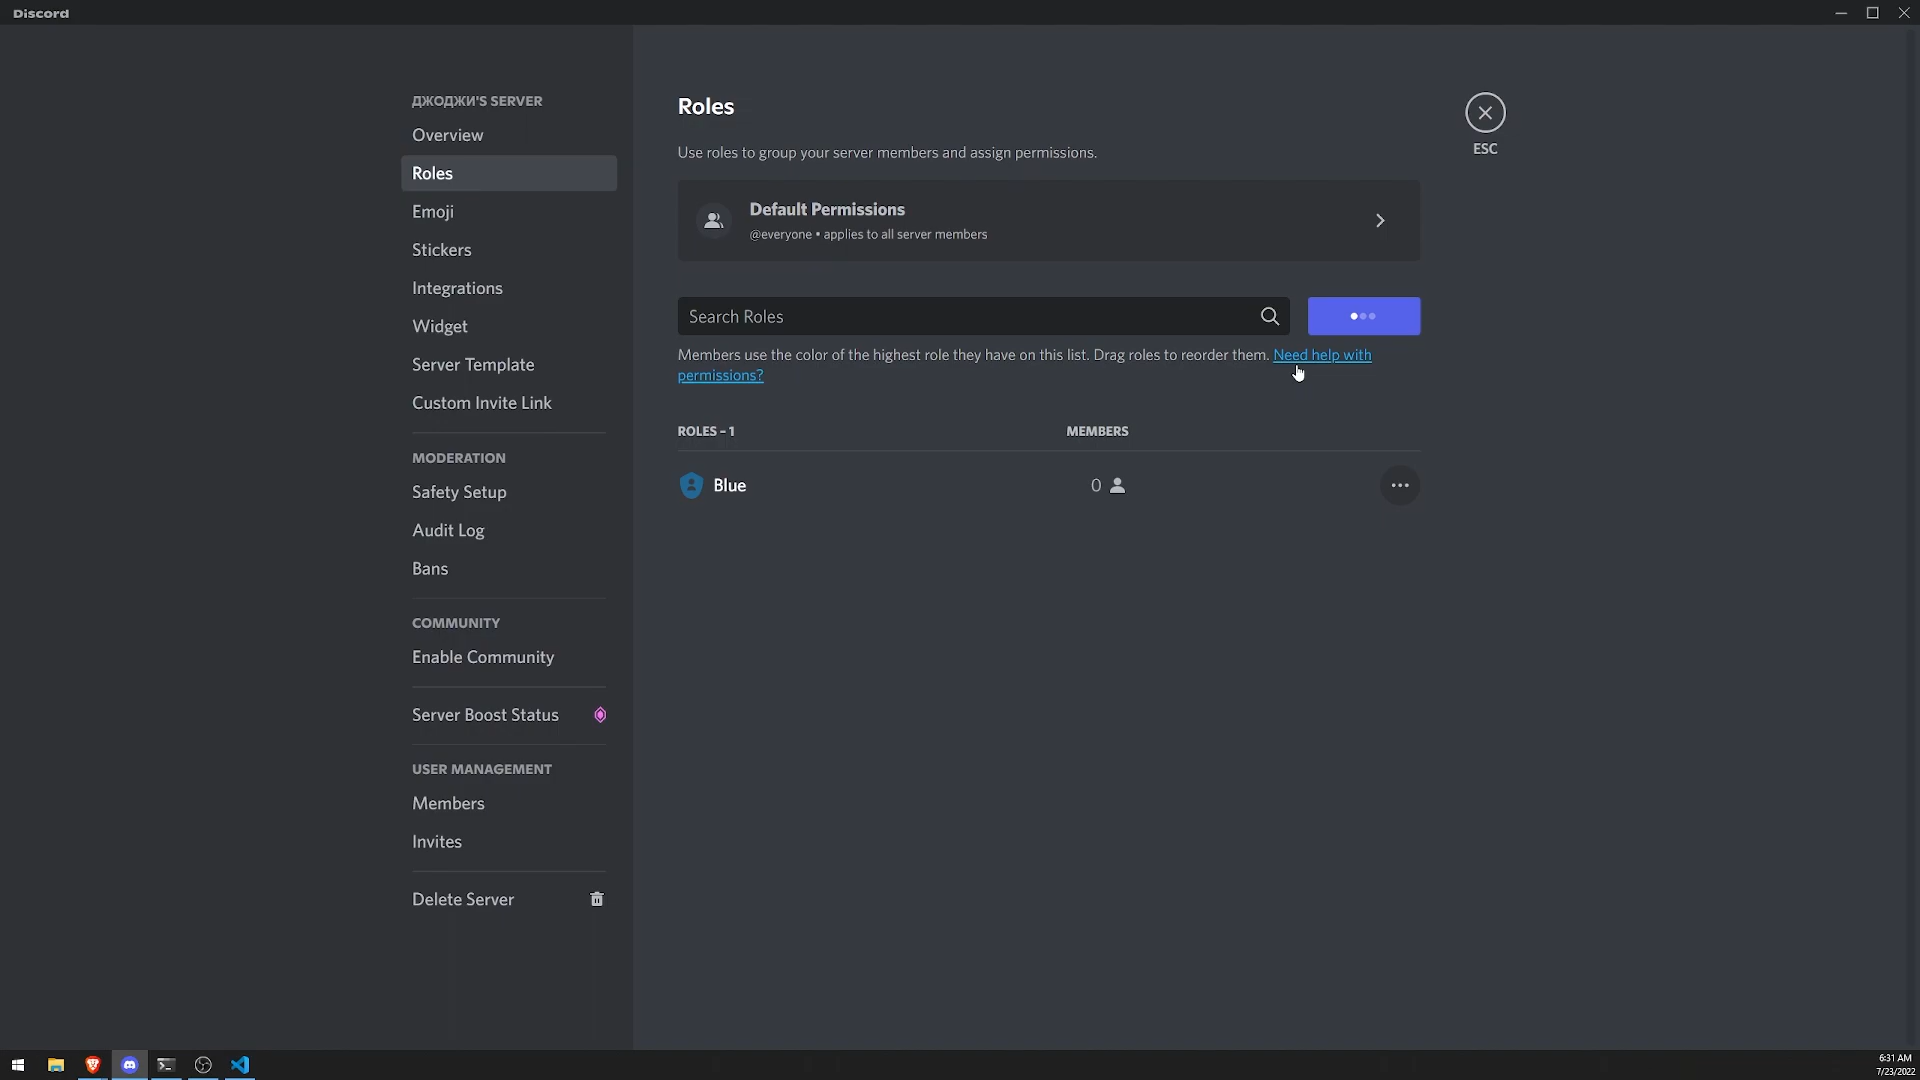 Discord
ДЖОДЖИ'S SERVER
Overview
Roles
Emoji
Stickers
Integrations
Widget
Server Template
Custom Invite Link
MODERATION
Safety Setup
Audit Log
Bans
COMMUNITY
Enable Community
Server Boost Status
USER MANAGEMENT
Members
Invites
Delete Server
Roles
ESC
Use roles to group your server members and assign permissions.
Default Permissions
@everyone • applies to all server members
Search Roles
Members use the color of the highest role they have on this list. Drag roles to reorder them. Need help with
permissions?
ROLES - 1 MEMBERS
Blue 0
6:31 AM
7/23/2022